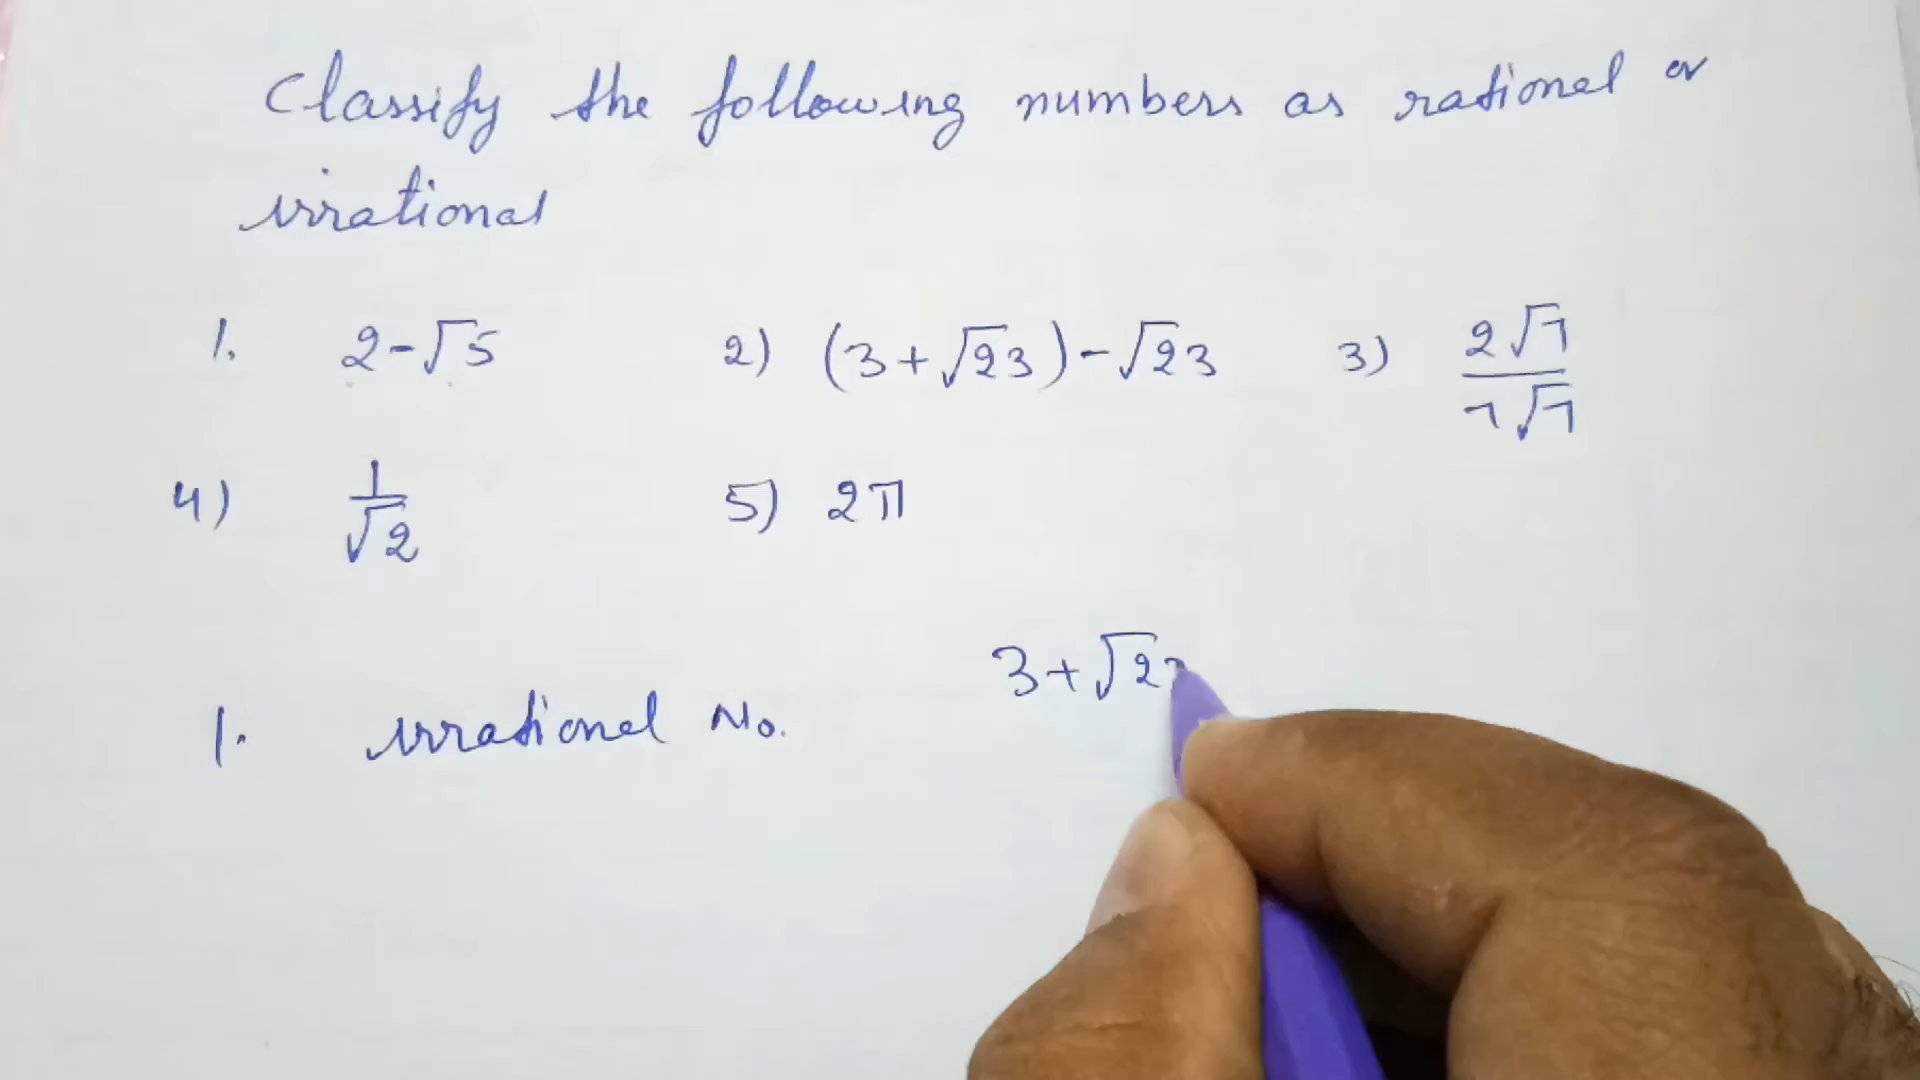 Classify the following numbers as rational or
irrational
1. 2-√5 2) (3+√23)-√23 3) 2√7/7√7
4) 1/√2 5) 2π
3+√2
1. irrational No.